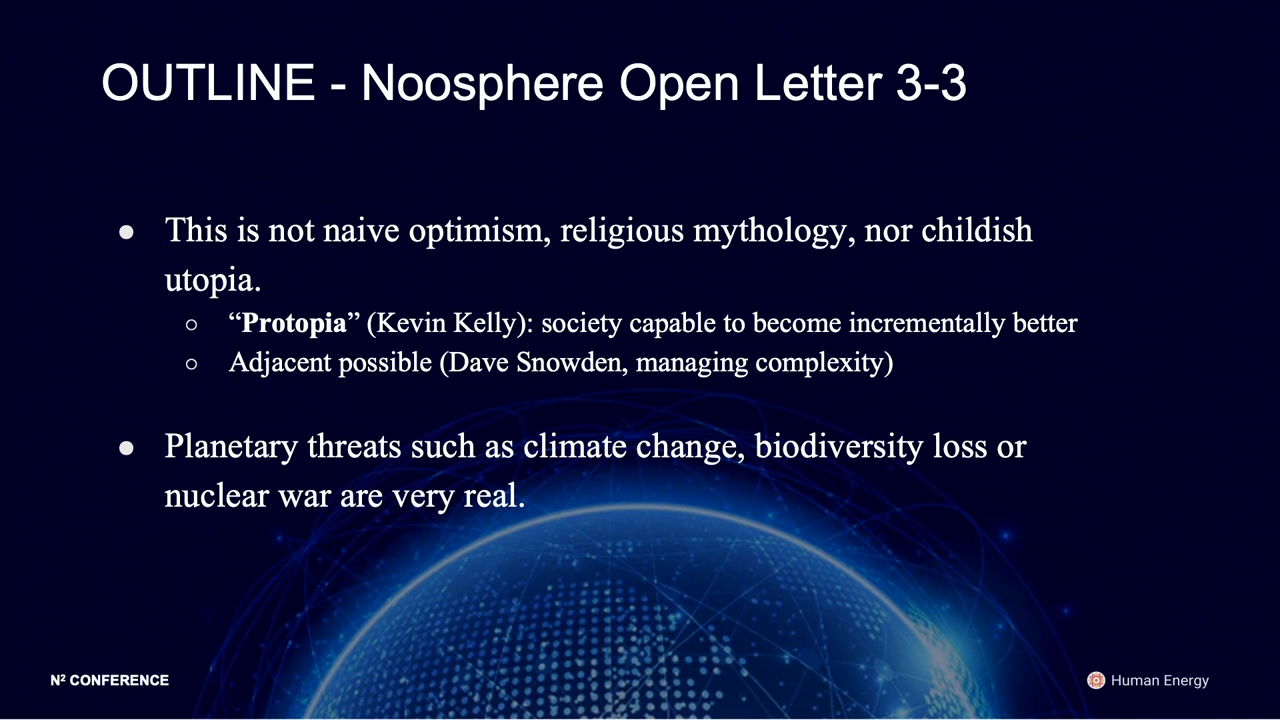 OUTLINE - Noosphere Open Letter 3-3
● This is not naive optimism, religious mythology, nor childish
utopia.
○ “Protopia” (Kevin Kelly): society capable to become incrementally better
○ Adjacent possible (Dave Snowden, managing complexity)
● Planetary threats such as climate change, biodiversity loss or
nuclear war are very real.
N² CONFERENCE
Human Energy